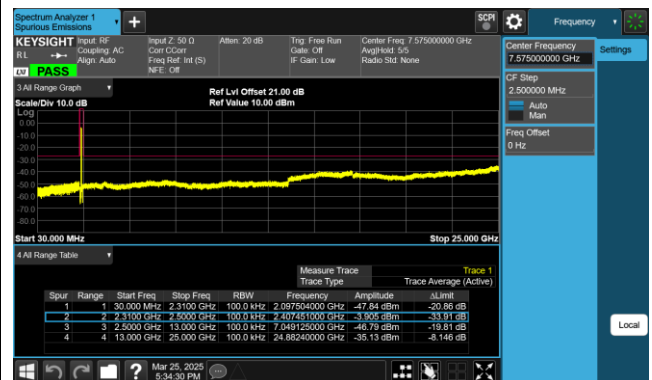 Spectrum Analyzer 1
Spurious Emissions
SCPI
Frequency
KEYSIGHT
RL
LXI PASS
Input: RF
Coupling: AC
Align: Auto
Input Z: 50 Ω
Corr CCorr
Freq Ref: Int (S)
NFE: Off
Atten: 20 dB
Trig: Free Run
Gate: Off
IF Gain: Low
Center Freq: 7.575000000 GHz
Avg|Hold: 5/5
Radio Std: None
Center Frequency
7.575000000 GHz
Settings
CF Step
2.500000 MHz
Auto
Man
Freq Offset
0 Hz
3 All Range Graph
Scale/Div 10.0 dB
Ref Lvl Offset 21.00 dB
Ref Value 10.00 dBm
Log
0.00
-10.0
-20.0
-30.0
-40.0
-50.0
-60.0
-70.0
-80.0
Start 30.000 MHz
Stop 25.000 GHz
4 All Range Table
Measure Trace Trace 1
Trace Type Trace Average (Active)
Spur Range Start Freq Stop Freq RBW Frequency Amplitude ΔLimit
1 1 30.000 MHz 2.3100 GHz 100.0 kHz 2.097504000 GHz -47.84 dBm -20.86 dB
2 2 2.3100 GHz 2.5000 GHz 100.0 kHz 2.407451000 GHz -3.905 dBm -33.91 dB
3 3 2.5000 GHz 13.000 GHz 100.0 kHz 7.049125000 GHz -46.79 dBm -19.81 dB
4 4 13.000 GHz 25.000 GHz 100.0 kHz 24.88240000 GHz -35.13 dBm -8.146 dB
Local
?
Mar 25, 2025
5:34:30 PM